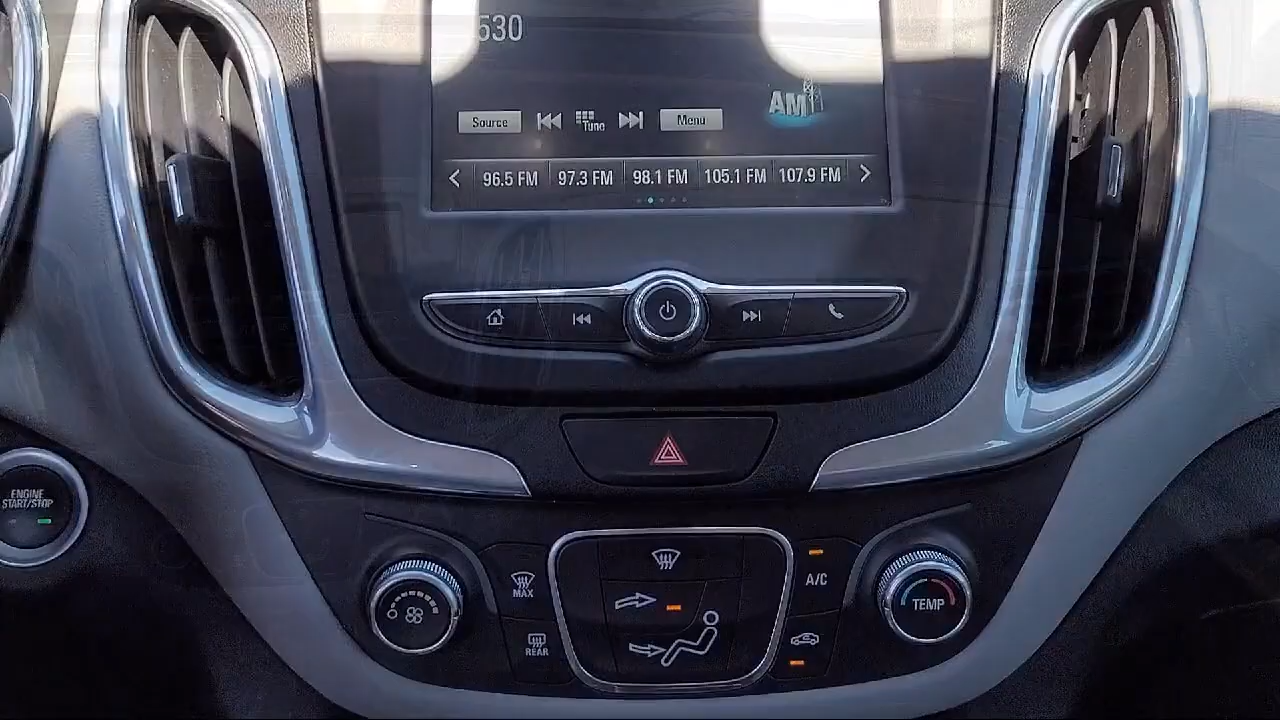 530
AM
Source Tune Menu
96.5 FM 97.3 FM 98.1 FM 105.1 FM 107.9 FM
ENGINE
START/STOP
MAX
A/C
REAR
TEMP